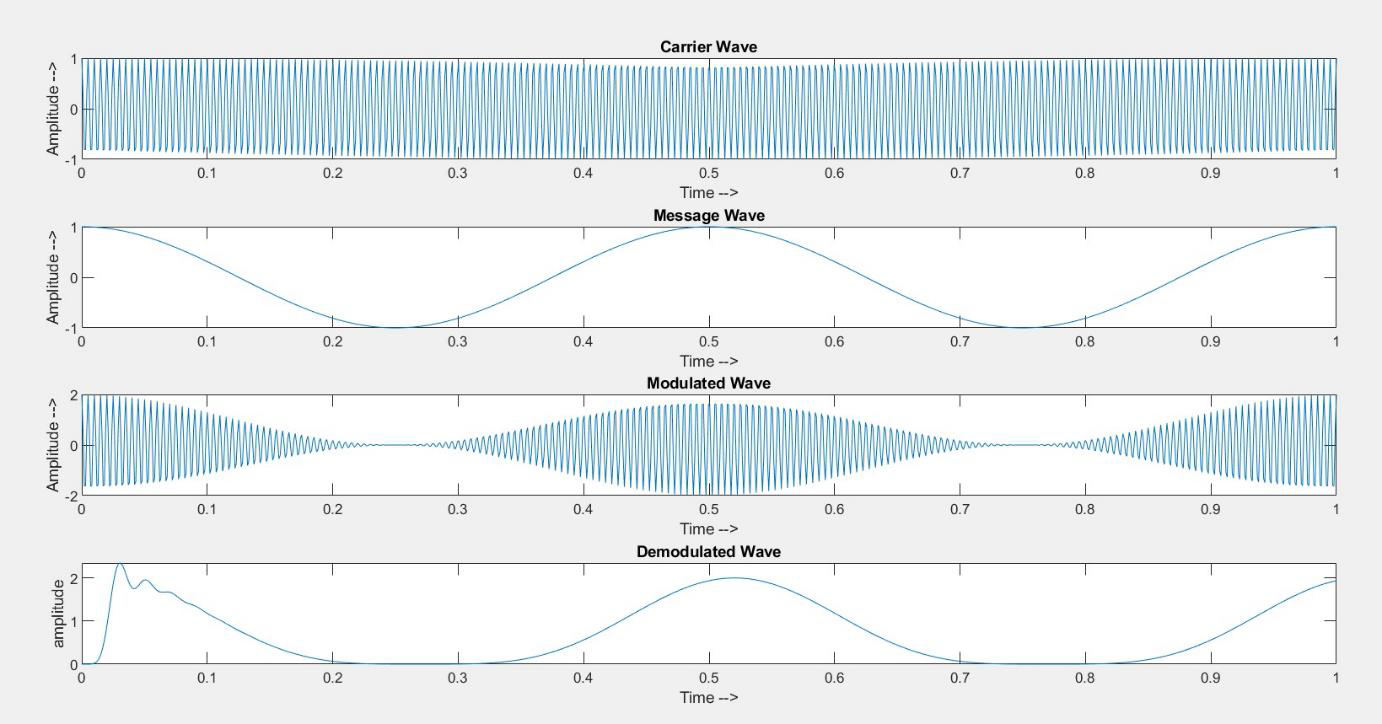 Carrier Wave
Amplitude -->
1
0
-1
0 0.1 0.2 0.3 0.4 0.5 0.6 0.7 0.8 0.9 1
Time -->
Message Wave
Amplitude -->
1
0
-1
0 0.1 0.2 0.3 0.4 0.5 0.6 0.7 0.8 0.9 1
Time -->
Modulated Wave
Amplitude -->
2
0
-2
0 0.1 0.2 0.3 0.4 0.5 0.6 0.7 0.8 0.9 1
Time -->
Demodulated Wave
amplitude
2
1
0
0 0.1 0.2 0.3 0.4 0.5 0.6 0.7 0.8 0.9 1
Time -->